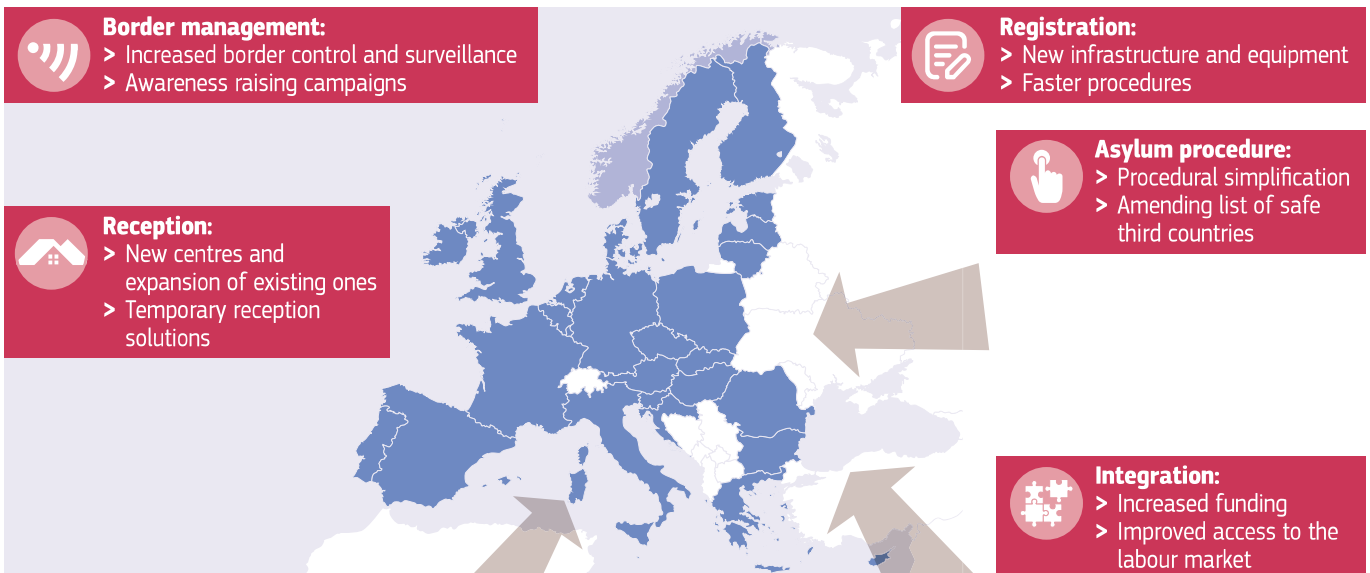 Border management:
> Increased border control and surveillance
> Awareness raising campaigns
Registration:
> New infrastructure and equipment
> Faster procedures
Asylum procedure:
> Procedural simplification
> Amending list of safe
third countries
Reception:
> New centres and
expansion of existing ones
> Temporary reception
solutions
Integration:
> Increased funding
> Improved access to the
labour market